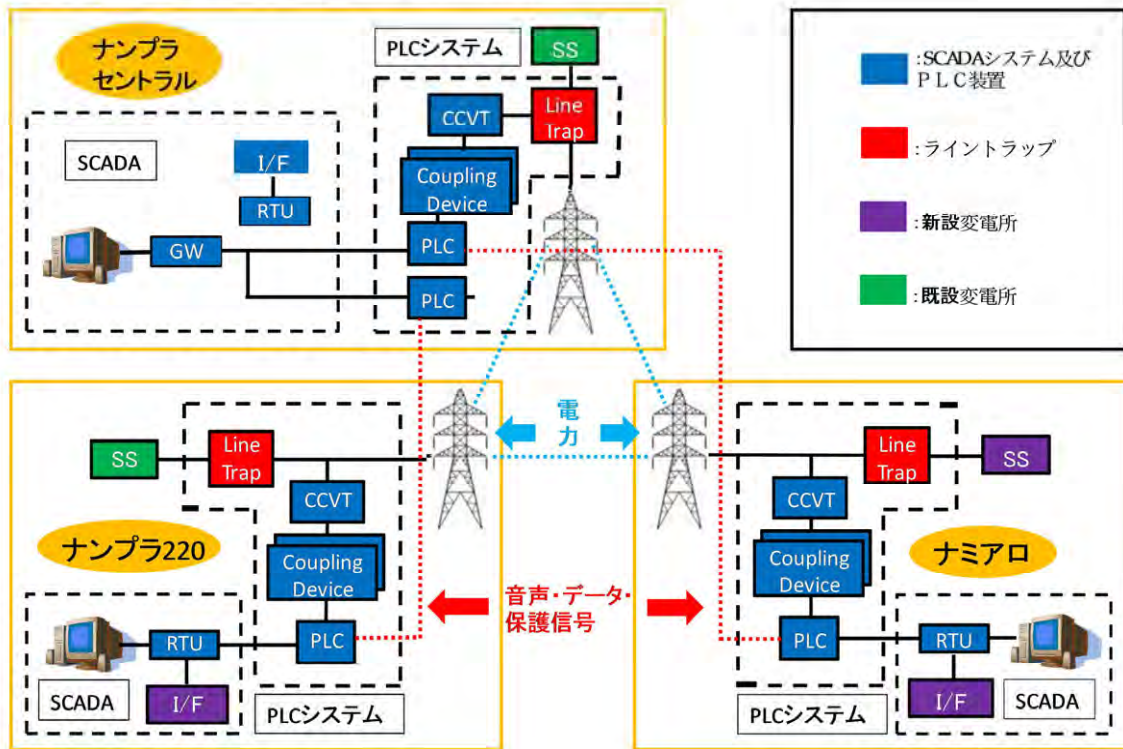 ナンプラ
セントラル
PLCシステム
SS
CCVT
Line
Trap
SCADA
I/F
RTU
Coupling
Device
GW
PLC
PLC
:SCADAシステム及び
ＰＬＣ装置
:ライントラップ
:新設変電所
:既設変電所
電
力
SS
Line
Trap
CCVT
ナンプラ220
Coupling
Device
RTU
PLC
SCADA
I/F
PLCシステム
音声・データ・
保護信号
Line
Trap
SS
CCVT
Coupling
Device
ナミアロ
PLC
RTU
PLCシステム
I/F
SCADA